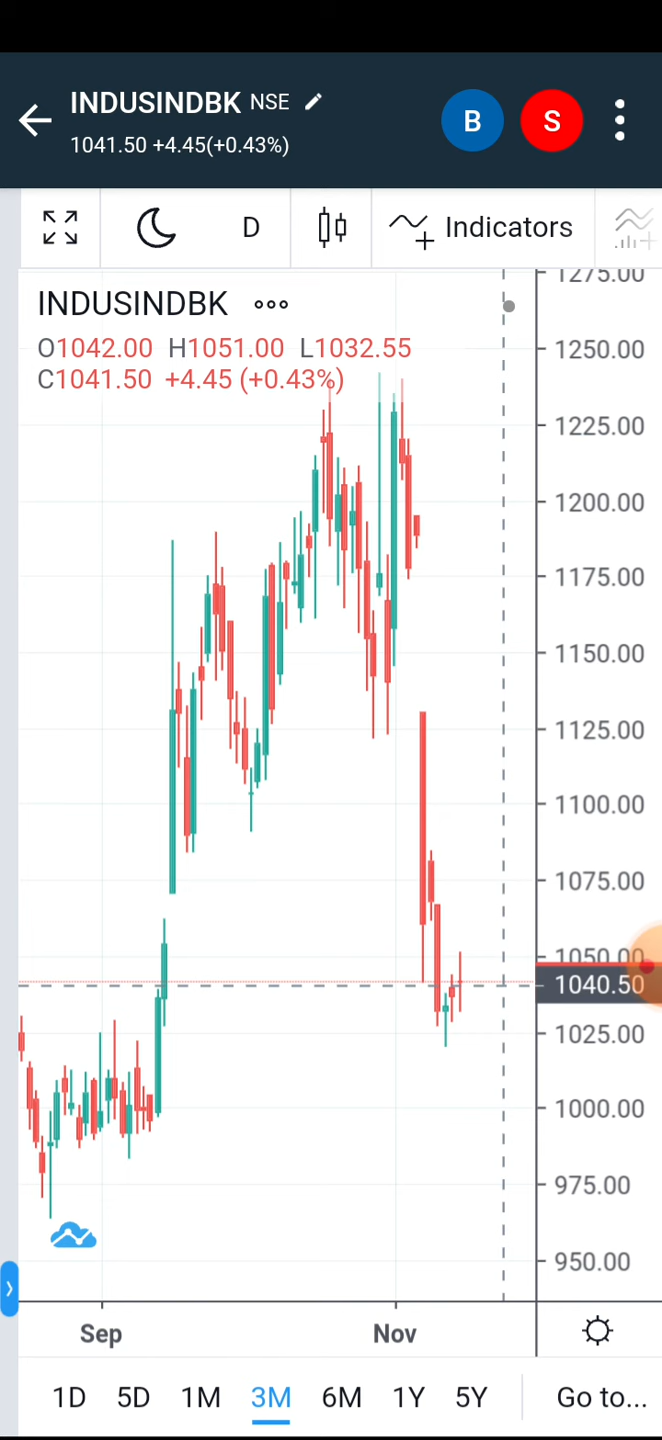 INDUSINDBK NSE
1041.50 +4.45(+0.43%)
B
S
D
Indicators
INDUSINDBK
O1042.00 H1051.00 L1032.55
C1041.50 +4.45 (+0.43%)
1275.00
1250.00
1225.00
1200.00
1175.00
1150.00
1125.00
1100.00
1075.00
1050.00
1040.50
1025.00
1000.00
975.00
950.00
Sep Nov
1D 5D 1M 3M 6M 1Y 5Y Go to...